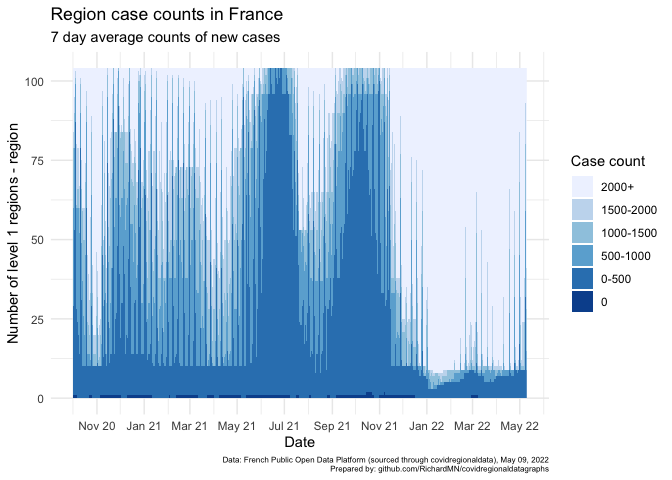 Region case counts in France
7 day average counts of new cases
Number of level 1 regions - region
100
75
50
25
0
Nov 20 Jan 21 Mar 21 May 21 Jul 21 Sep 21 Nov 21 Jan 22 Mar 22 May 22
Date
Case count
2000+
1500-2000
1000-1500
500-1000
0-500
0
Data: French Public Open Data Platform (sourced through covidregionaldata), May 09, 2022
Prepared by: github.com/RichardMN/covidregionaldatagraphs